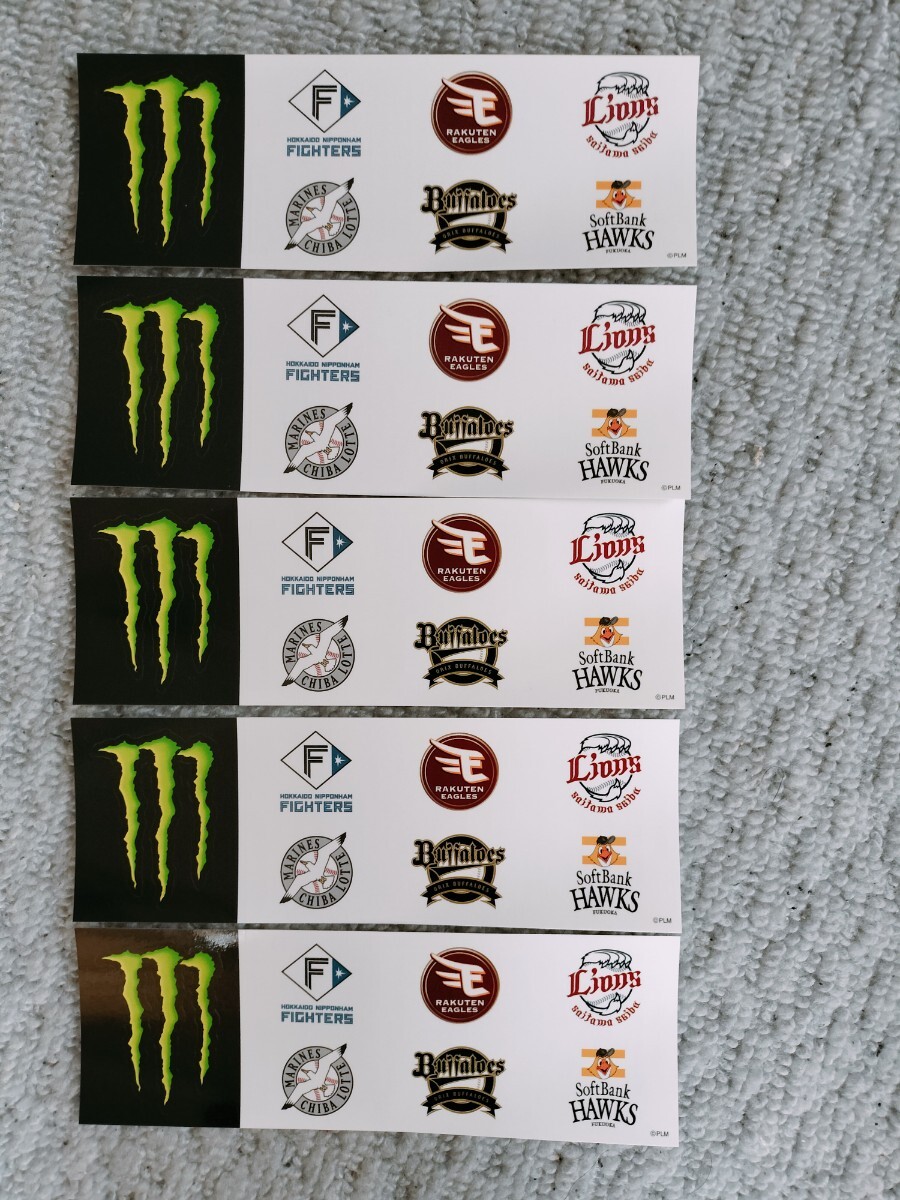 F
HOKKAIDO NIPPONHAM
FIGHTERS
E
RAKUTEN
EAGLES
Lions
saitama seibu
MARINES
CHIBA LOTTE
Buffaloes
ORIX BUFFALOES
SoftBank
HAWKS
FUKUOKA
©PLM
F
HOKKAIDO NIPPONHAM
FIGHTERS
E
RAKUTEN
EAGLES
Lions
saitama seibu
MARINES
CHIBA LOTTE
Buffaloes
ORIX BUFFALOES
SoftBank
HAWKS
FUKUOKA
©PLM
F
HOKKAIDO NIPPONHAM
FIGHTERS
E
RAKUTEN
EAGLES
Lions
saitama seibu
MARINES
CHIBA LOTTE
Buffaloes
ORIX BUFFALOES
SoftBank
HAWKS
FUKUOKA
©PLM
F
HOKKAIDO NIPPONHAM
FIGHTERS
E
RAKUTEN
EAGLES
Lions
saitama seibu
MARINES
CHIBA LOTTE
Buffaloes
ORIX BUFFALOES
SoftBank
HAWKS
FUKUOKA
©PLM
F
HOKKAIDO NIPPONHAM
FIGHTERS
E
RAKUTEN
EAGLES
Lions
saitama seibu
MARINES
CHIBA LOTTE
Buffaloes
ORIX BUFFALOES
SoftBank
HAWKS
FUKUOKA
©PLM